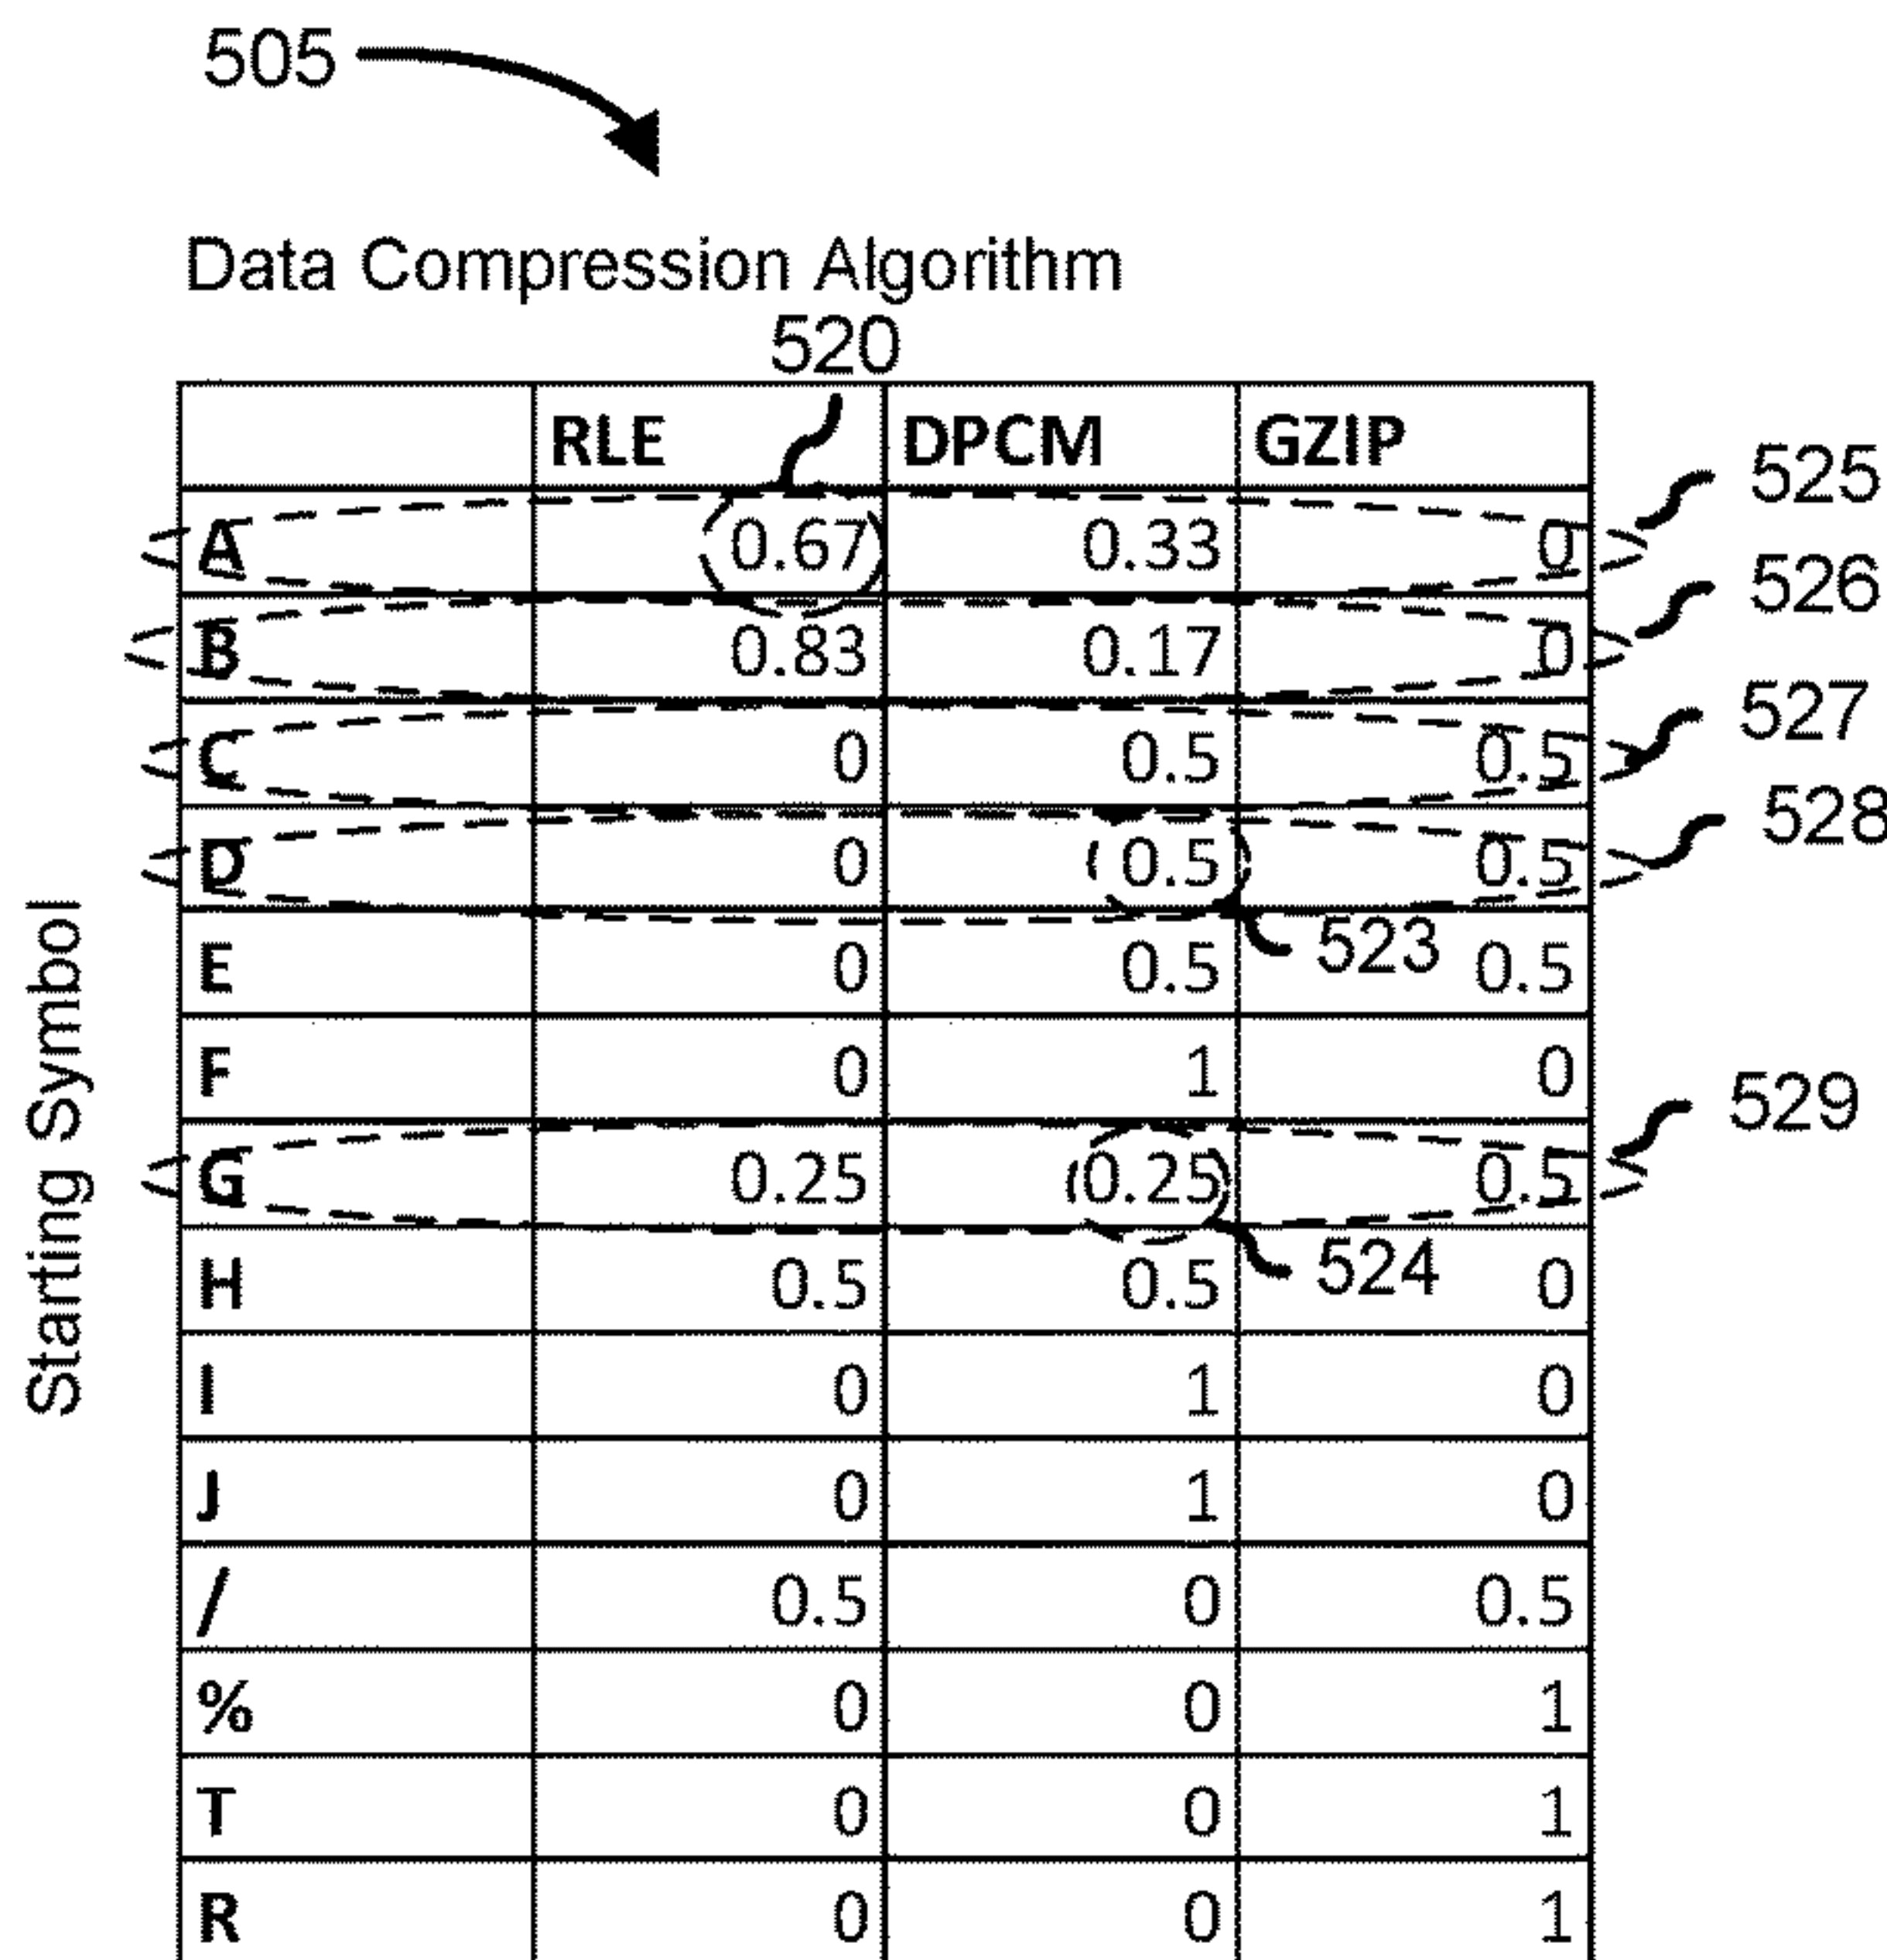 505
Data Compression Algorithm
520
RLE DPCM GZIP
525
A 0.67 0.33 0
526
B 0.83 0.17 0
527
C 0 0.5 0.5
528
D 0 0.5 0.5
523
E 0 0.5 0.5
F 0 1 0
529
G 0.25 0.25 0.5
524
H 0.5 0.5 0
I 0 1 0
J 0 1 0
/ 0.5 0 0.5
% 0 0 1
T 0 0 1
R 0 0 1
Starting Symbol